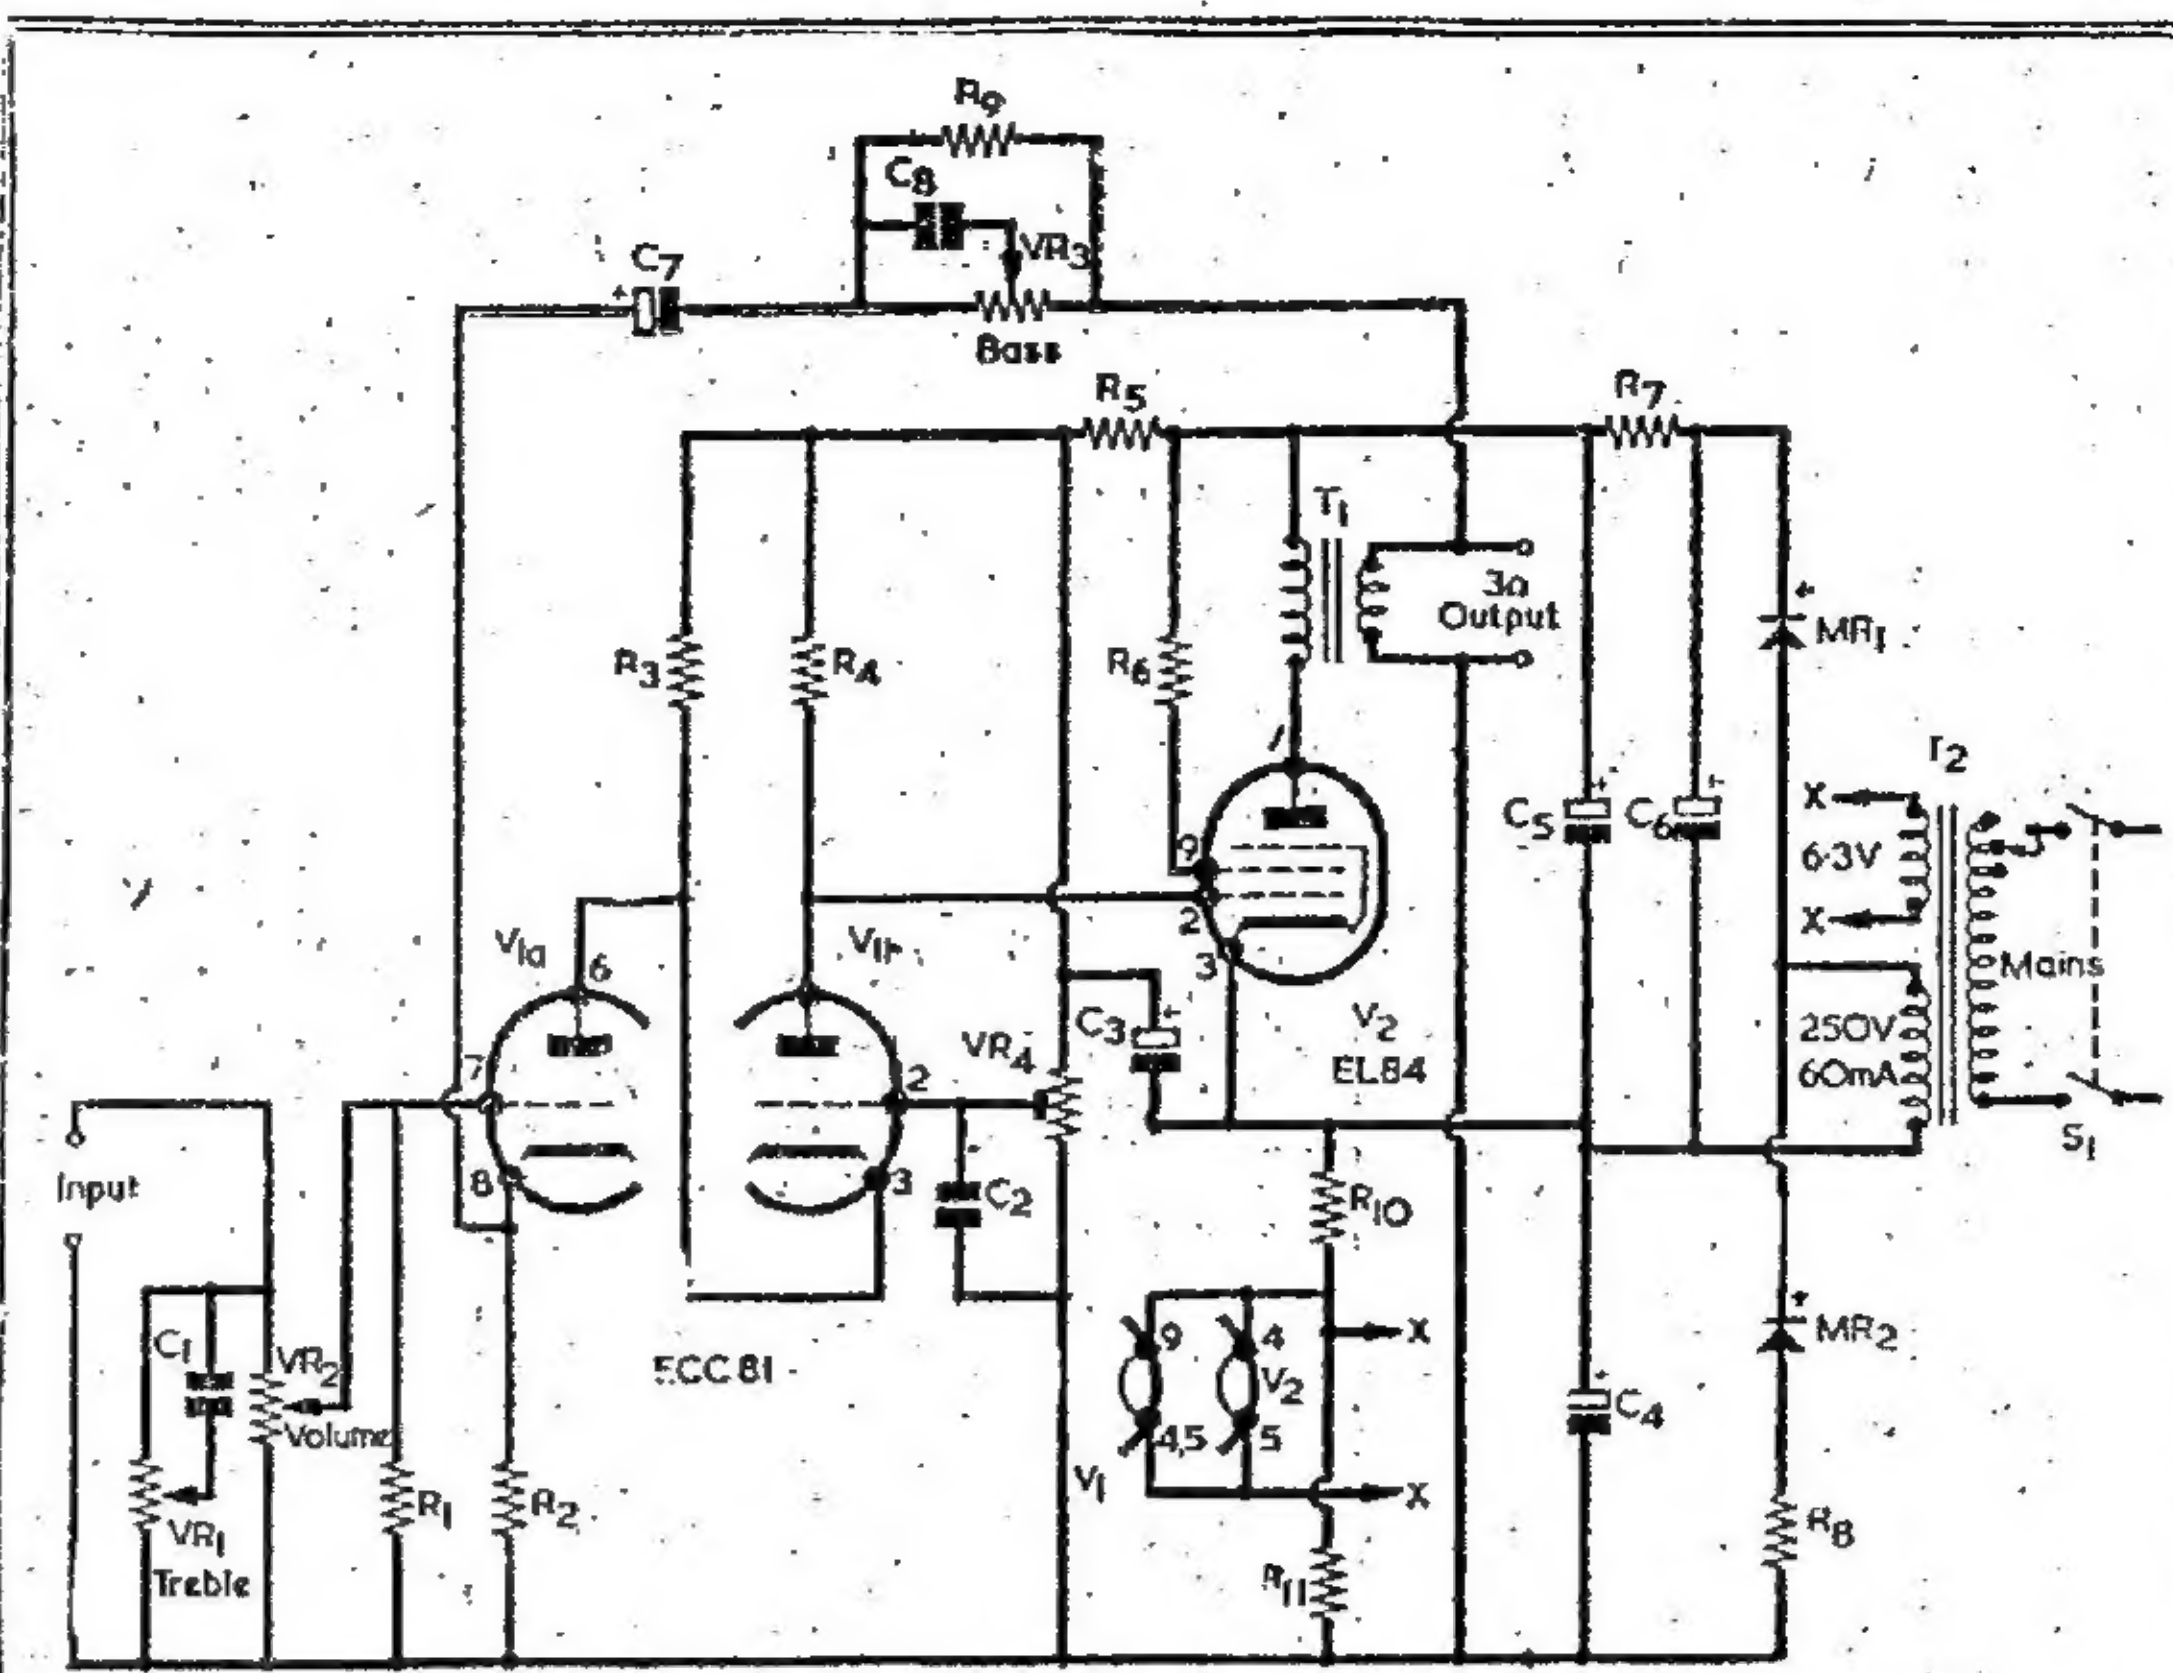 R9
C8
VR3
C7
Bass
R5
R7
T1
3Ω
Output
MR1
R3
R4
R6
1
T2
X
C5
C6
6·3V
9
X
2
V1a
6
3
Mains
C3
V2
250V
VR4
EL84
60mA
7
2
S1
Input
8
3
C2
R10
9
4
X
MR2
C1
VR2
ECC81
V2
C4
Volume
4,5
5
V1
X
R1
R2
R8
VR1
R11
Treble